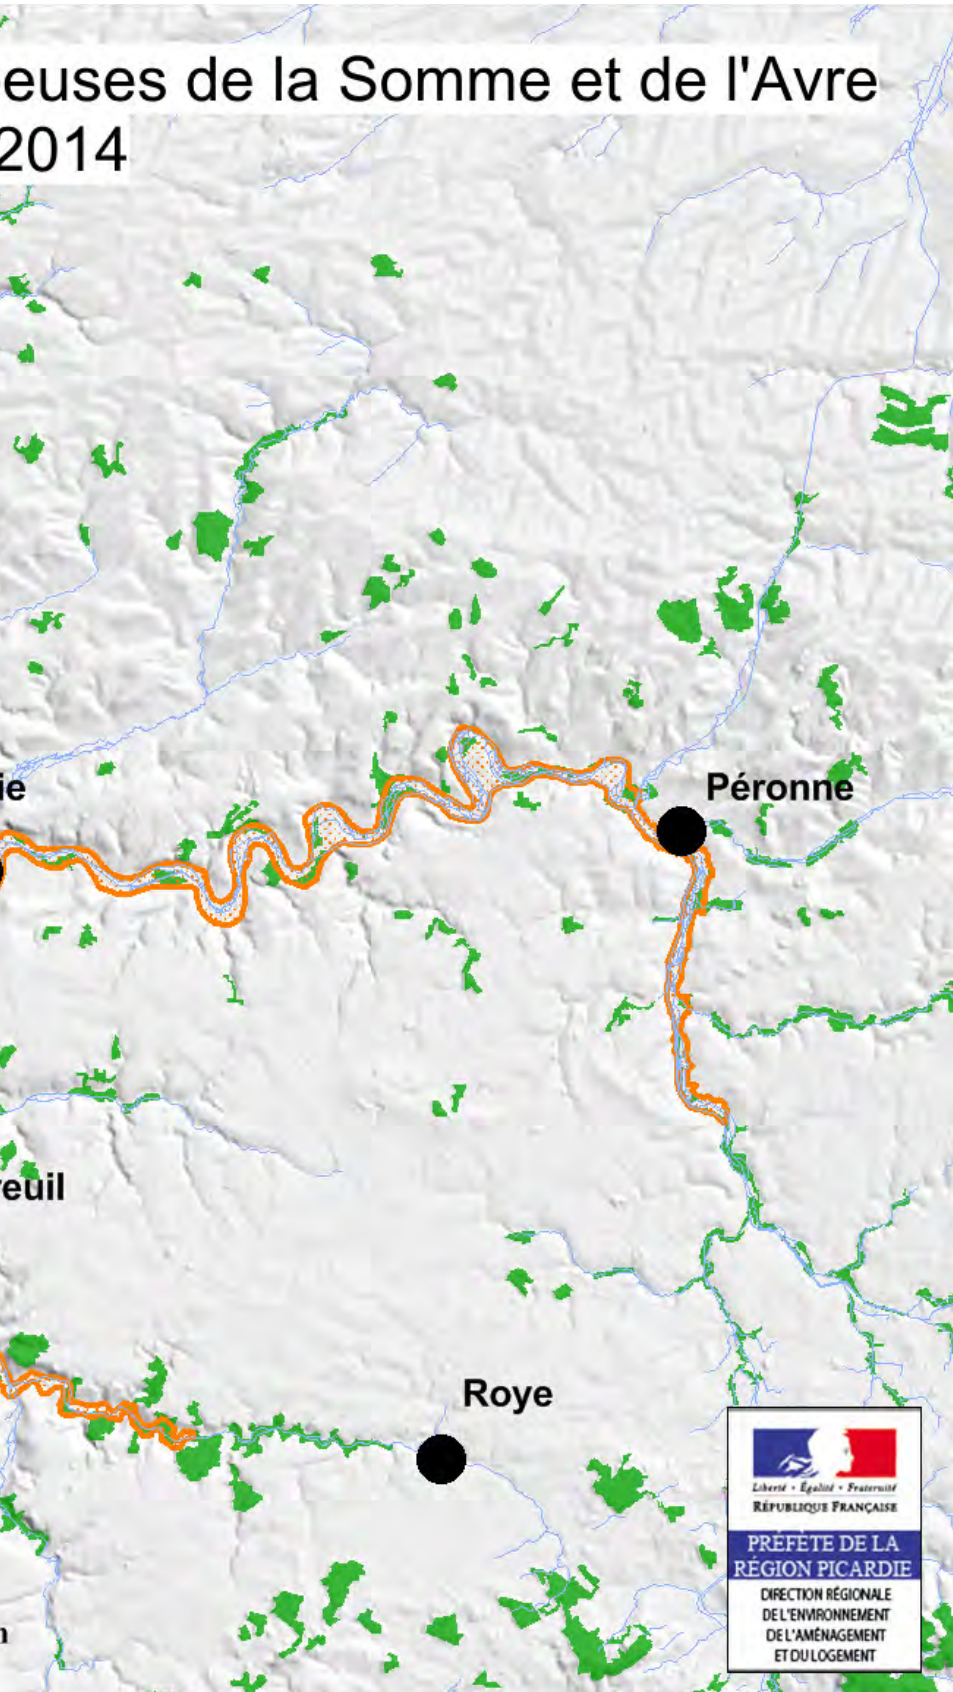 euses de la Somme et de l'Avre
2014
ie
Péronne
reuil
Roye
Liberté • Égalité • Fraternité
RÉPUBLIQUE FRANÇAISE
PRÉFÈTE DE LA
RÉGION PICARDIE
DIRECTION RÉGIONALE
DE L'ENVIRONNEMENT
DE L'AMÉNAGEMENT
ET DU LOGEMENT
n